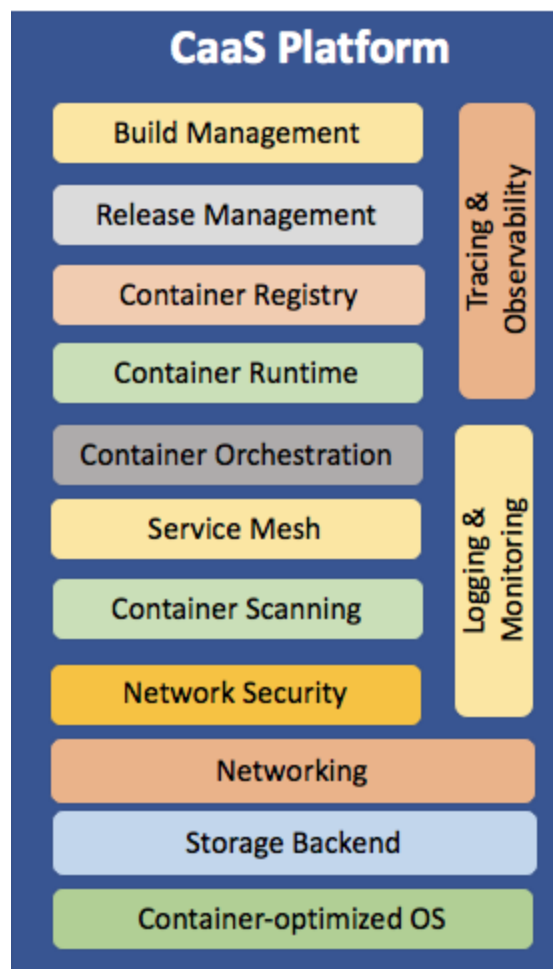 CaaS Platform
Build Management
Release Management
Container Registry
Container Runtime
Tracing &
Observability
Container Orchestration
Service Mesh
Container Scanning
Network Security
Logging &
Monitoring
Networking
Storage Backend
Container-optimized OS